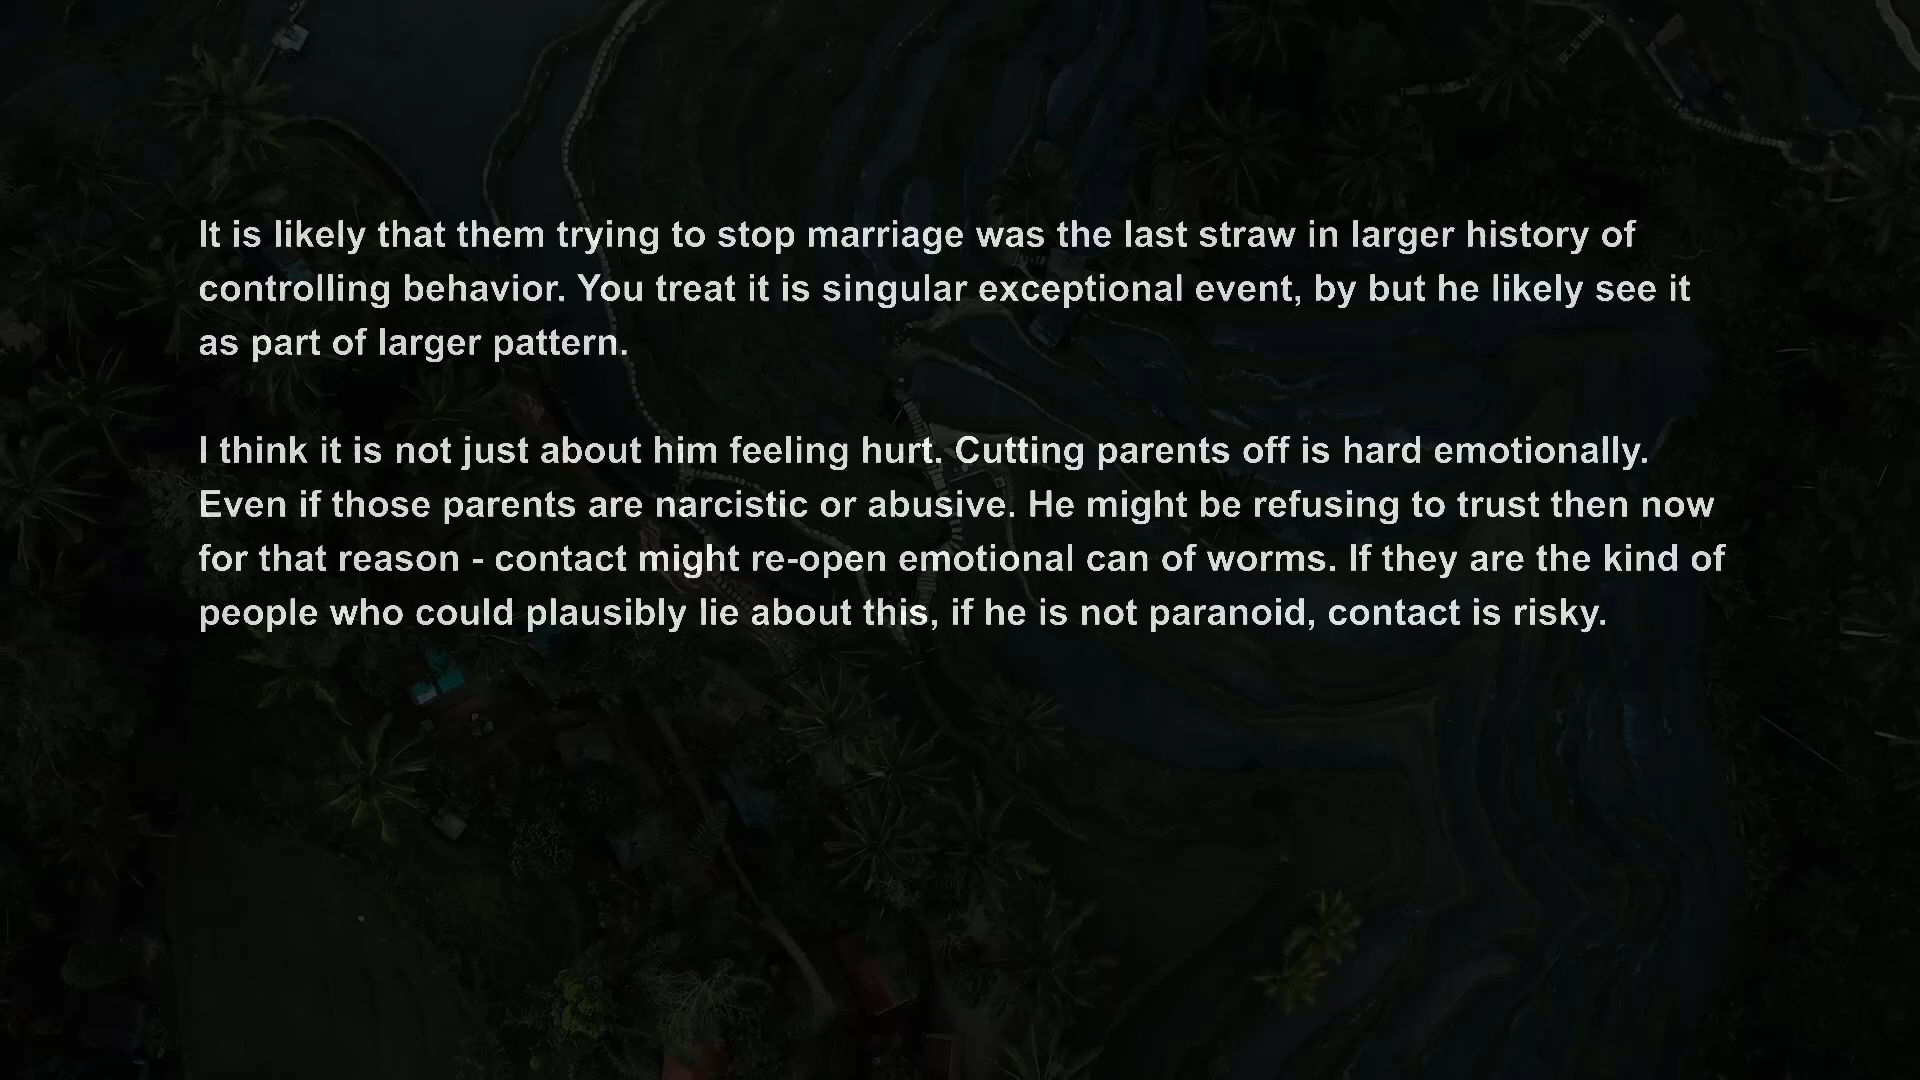 It is likely that them trying to stop marriage was the last straw in larger history of
controlling behavior. You treat it is singular exceptional event, by but he likely see it
as part of larger pattern.
I think it is not just about him feeling hurt. Cutting parents off is hard emotionally.
Even if those parents are narcistic or abusive. He might be refusing to trust then now
for that reason - contact might re-open emotional can of worms. If they are the kind of
people who could plausibly lie about this, if he is not paranoid, contact is risky.